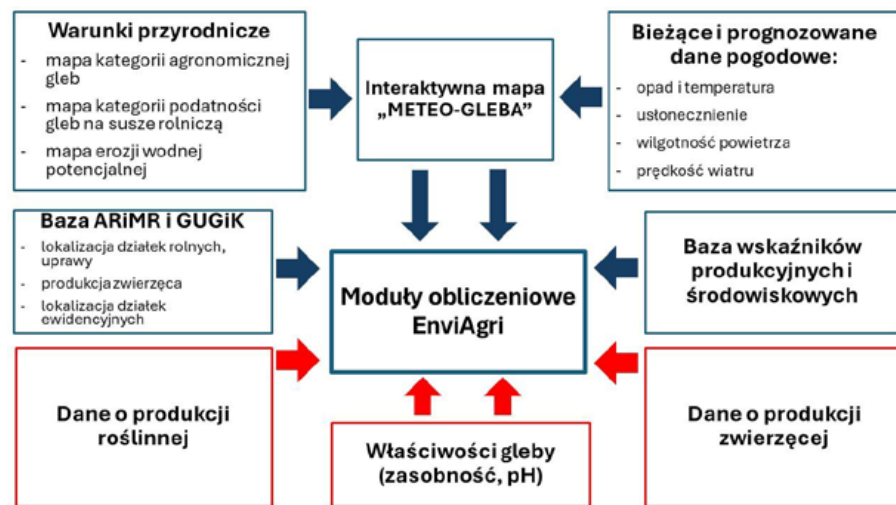 Warunki przyrodnicze
- mapa kategorii agronomicznej
gleb
- mapa kategorii podatności
gleb na susze rolniczą
- mapa erozji wodnej
potencjalnej
Interaktywna mapa
„METEO-GLEBA”
Bieżące i prognozowane
dane pogodowe:
- opad i temperatura
- usłonecznienie
- wilgotność powietrza
- prędkość wiatru
Baza ARiMR i GUGiK
- lokalizacja działek rolnych,
uprawy
- produkcja zwierzęca
- lokalizacja działek
ewidencyjnych
Moduły obliczeniowe
EnviAgri
Baza wskaźników
produkcyjnych i
środowiskowych
Dane o produkcji
roślinnej
Właściwości gleby
(zasobność, pH)
Dane o produkcji
zwierzęcej